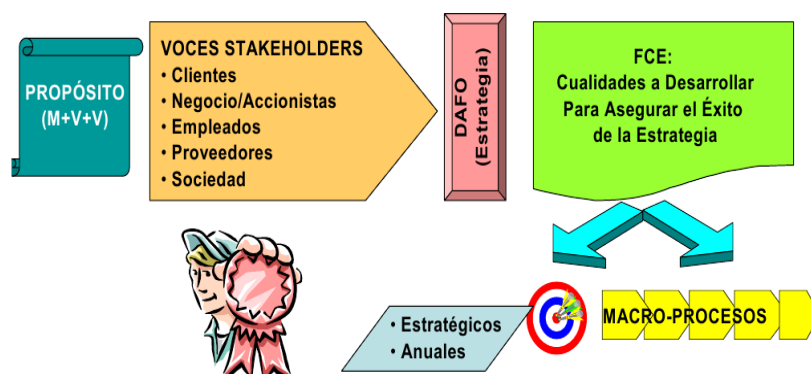 PROPÓSITO
(M+V+V)
VOCES STAKEHOLDERS
• Clientes
• Negocio/Accionistas
• Empleados
• Proveedores
• Sociedad
DAFO
(Estrategia)
FCE:
Cualidades a Desarrollar
Para Asegurar el Éxito
de la Estrategia
• Estratégicos
• Anuales
MACRO-PROCESOS